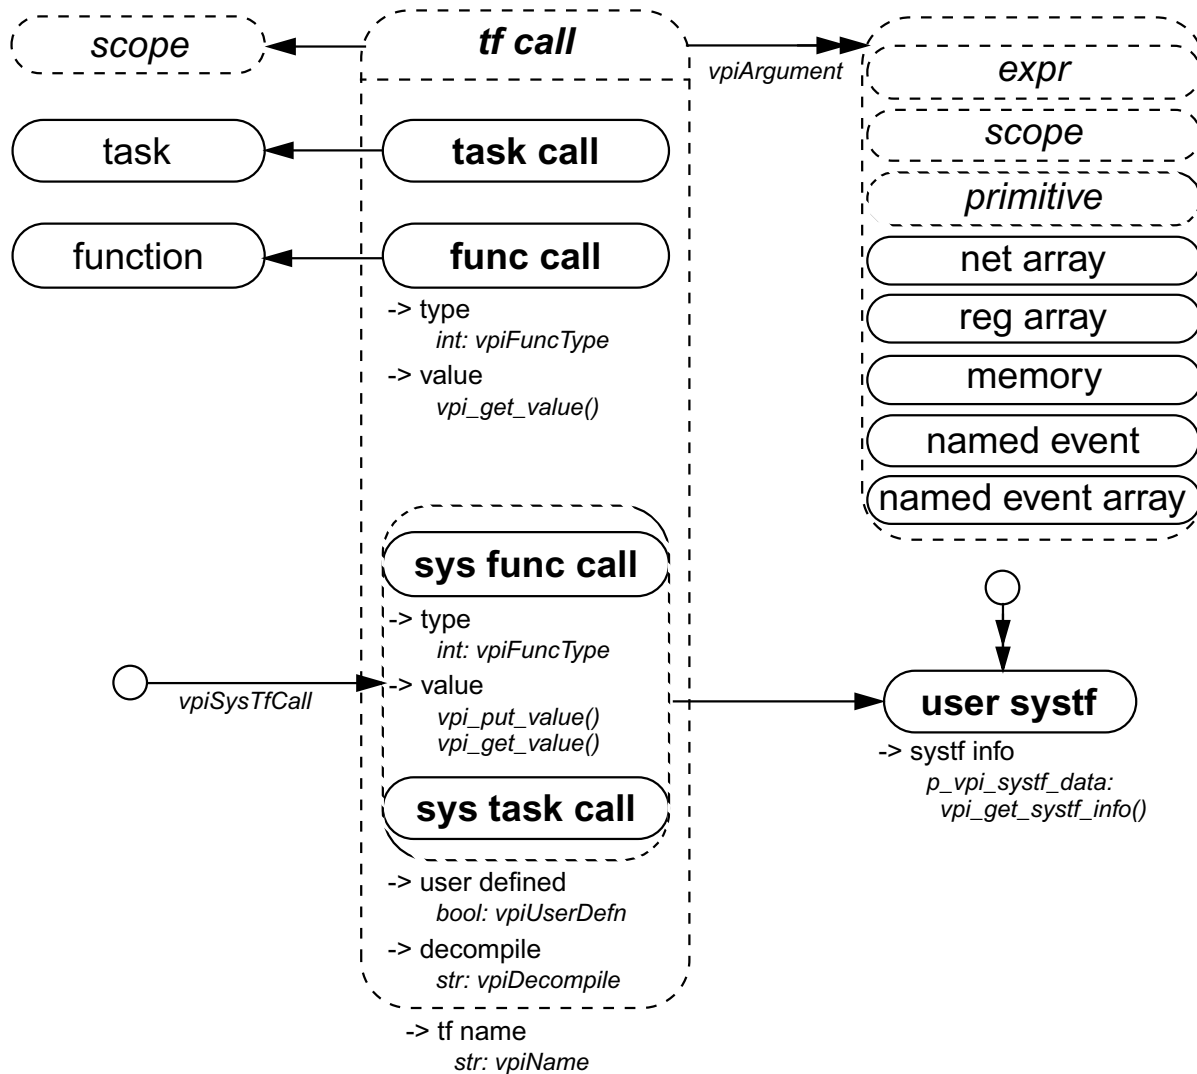 scope
tf call
vpiArgument
expr
scope
primitive
net array
reg array
memory
named event
named event array
task
task call
function
func call
-> type
int: vpiFuncType
-> value
vpi_get_value()
sys func call
-> type
int: vpiFuncType
-> value
vpi_put_value()
vpi_get_value()
sys task call
vpiSysTfCall
user systf
-> systf info
p_vpi_systf_data:
vpi_get_systf_info()
-> user defined
bool: vpiUserDefn
-> decompile
str: vpiDecompile
-> tf name
str: vpiName